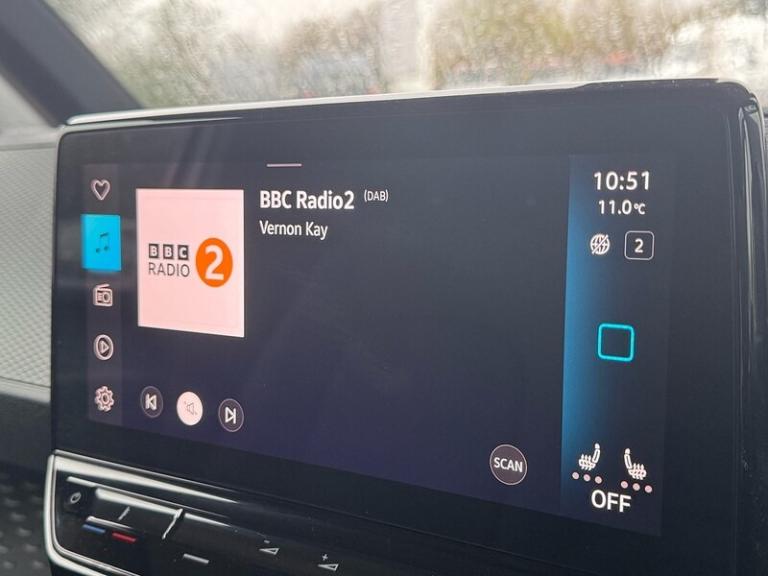 BBC Radio2 (DAB)
Vernon Kay
BBC
RADIO 2
10:51
11.0°C
2
SCAN
OFF